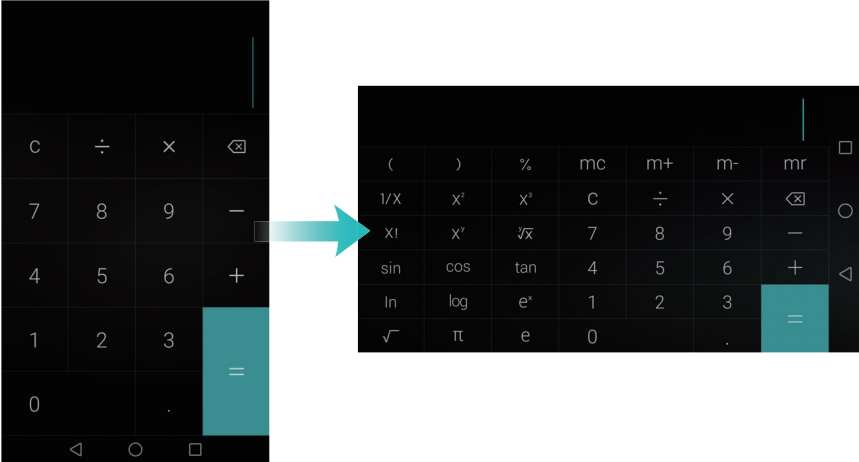 C ÷ ×
7 8 9 −
4 5 6 +
1 2 3
0 . =
( ) % mc m+ m- mr
1/X X² X³ C ÷ ×
X! Xʸ ʸ√x 7 8 9 −
sin cos tan 4 5 6 +
In log eˣ 1 2 3
√ π e 0 . =